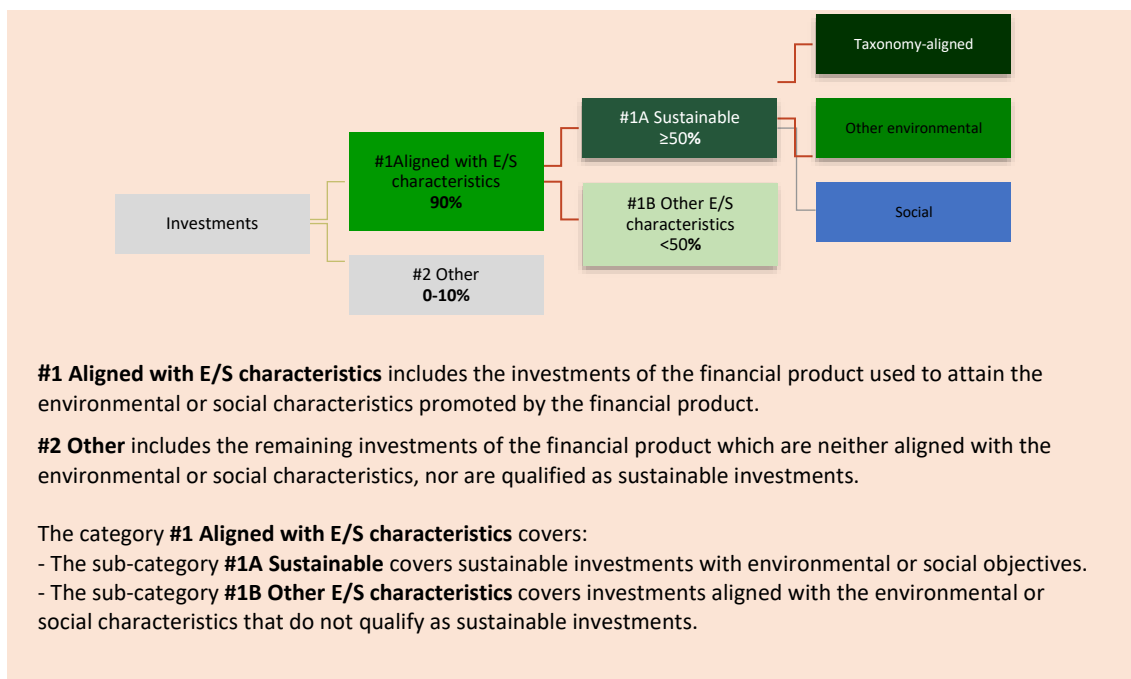 Taxonomy-aligned
#1A Sustainable
≥50%
Other environmental
#1Aligned with E/S
characteristics
90%
#1B Other E/S
characteristics
<50%
Social
Investments
#2 Other
0-10%
#1 Aligned with E/S characteristics includes the investments of the financial product used to attain the
environmental or social characteristics promoted by the financial product.
#2 Other includes the remaining investments of the financial product which are neither aligned with the
environmental or social characteristics, nor are qualified as sustainable investments.
The category #1 Aligned with E/S characteristics covers:
- The sub-category #1A Sustainable covers sustainable investments with environmental or social objectives.
- The sub-category #1B Other E/S characteristics covers investments aligned with the environmental or
social characteristics that do not qualify as sustainable investments.